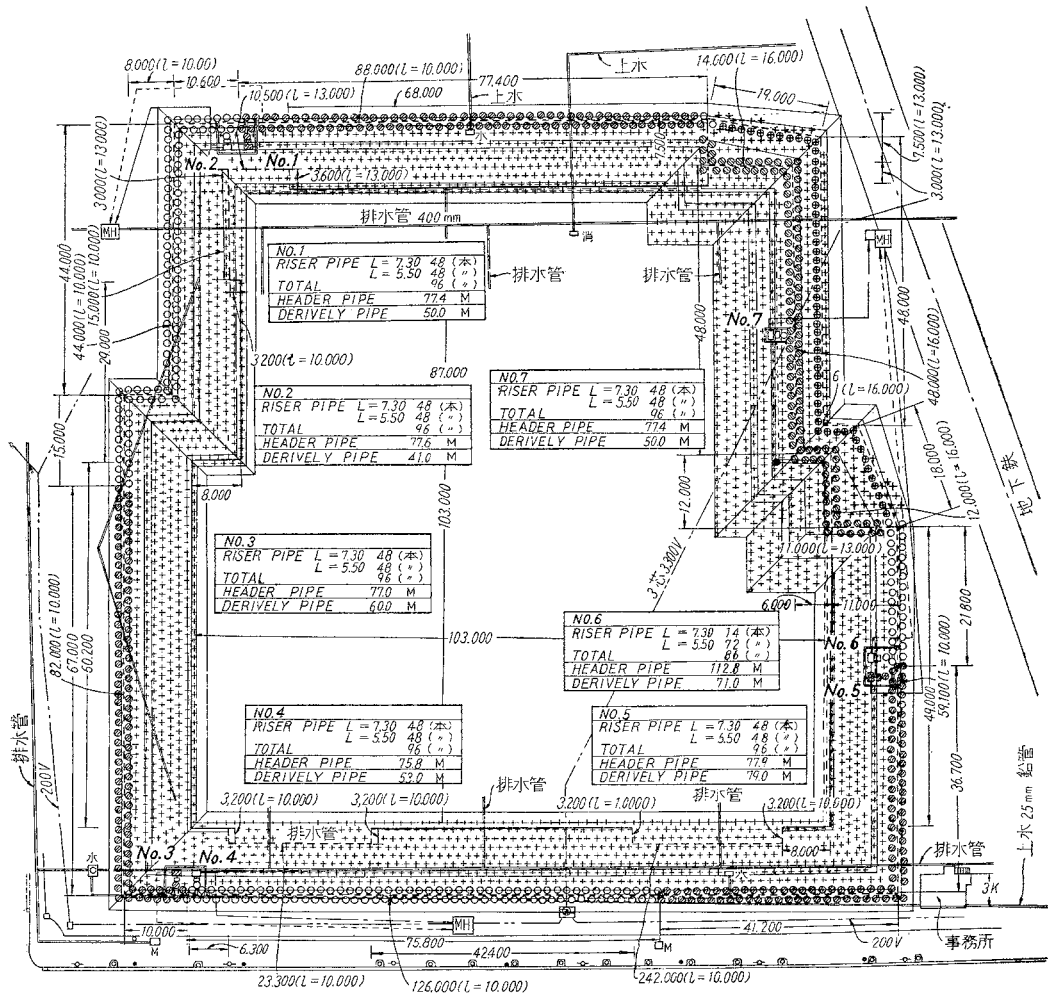 8.000(l=10.00)
10.600
10.500(l=13.000)
88.000(l=10.000)
77.400
68.000
上水
上水
14.000(l=16.000)
19.000
7.500(l=13.000)
3.000(l=13.000)
7.500
3.000(l=13.000)
No.2
No.1
3.600(l=13.000)
MH
排水管 400mm
消
MH
44.000
44.000(l=10.000)
15.000(l=10.000)
29.000
3.200(l=10.000)
NO.1
RISER PIPE L=7.30 48(本)
L=5.50 48(〃)
TOTAL 96(〃)
HEADER PIPE 77.4 M
DERIVELY PIPE 50.0 M
排水管
排水管
48.000
No.7
48.000
48.000(l=16.000)
6
(l=16.000)
87.000
NO.2
RISER PIPE L=7.30 48(本)
L=5.50 48(〃)
TOTAL 96(〃)
HEADER PIPE 77.6 M
DERIVELY PIPE 41.0 M
NO.7
RISER PIPE L=7.30 48(本)
L=5.50 48(〃)
TOTAL 96(〃)
HEADER PIPE 77.4 M
DERIVELY PIPE 50.0 M
15.000
8.000
12.000
18.000
(l=16.000)
12.000(l=16.000)
地下鉄
103.000
3芯3.300V
11.000(l=13.000)
NO.3
RISER PIPE L=7.30 48(本)
L=5.50 48(〃)
TOTAL 96(〃)
HEADER PIPE 77.0 M
DERIVELY PIPE 60.0 M
6.000
11.000
21.800
82.000(l=10.000)
67.000
60.200
103.000
NO.6
RISER PIPE L=7.30 14(本)
L=5.50 72(〃)
TOTAL 86(〃)
HEADER PIPE 112.8 M
DERIVELY PIPE 71.0 M
No.6
No.5
49.000
59.100(l=10.000)
36.700
排水管
200V
NO.4
RISER PIPE L=7.30 48(本)
L=5.50 48(〃)
TOTAL 96(〃)
HEADER PIPE 75.8 M
DERIVELY PIPE 53.0 M
NO.5
RISER PIPE L=7.30 48(本)
L=5.50 48(〃)
TOTAL 96(〃)
HEADER PIPE 77.9 M
DERIVELY PIPE 79.0 M
上水 25mm 鉛管
3.200(l=10.000)
3.200(l=10.000)
排水管
3.200(l=1.0000)
排水管
3.200(l=10.000)
排水管
8.000
水
No.3
No.4
排水管
3K
MH
10.000
M
6.300
75.800
42.400
M
41.200
200V
事務所
23.300(l=10.000)
126.000(l=10.000)
242.000(l=10.000)